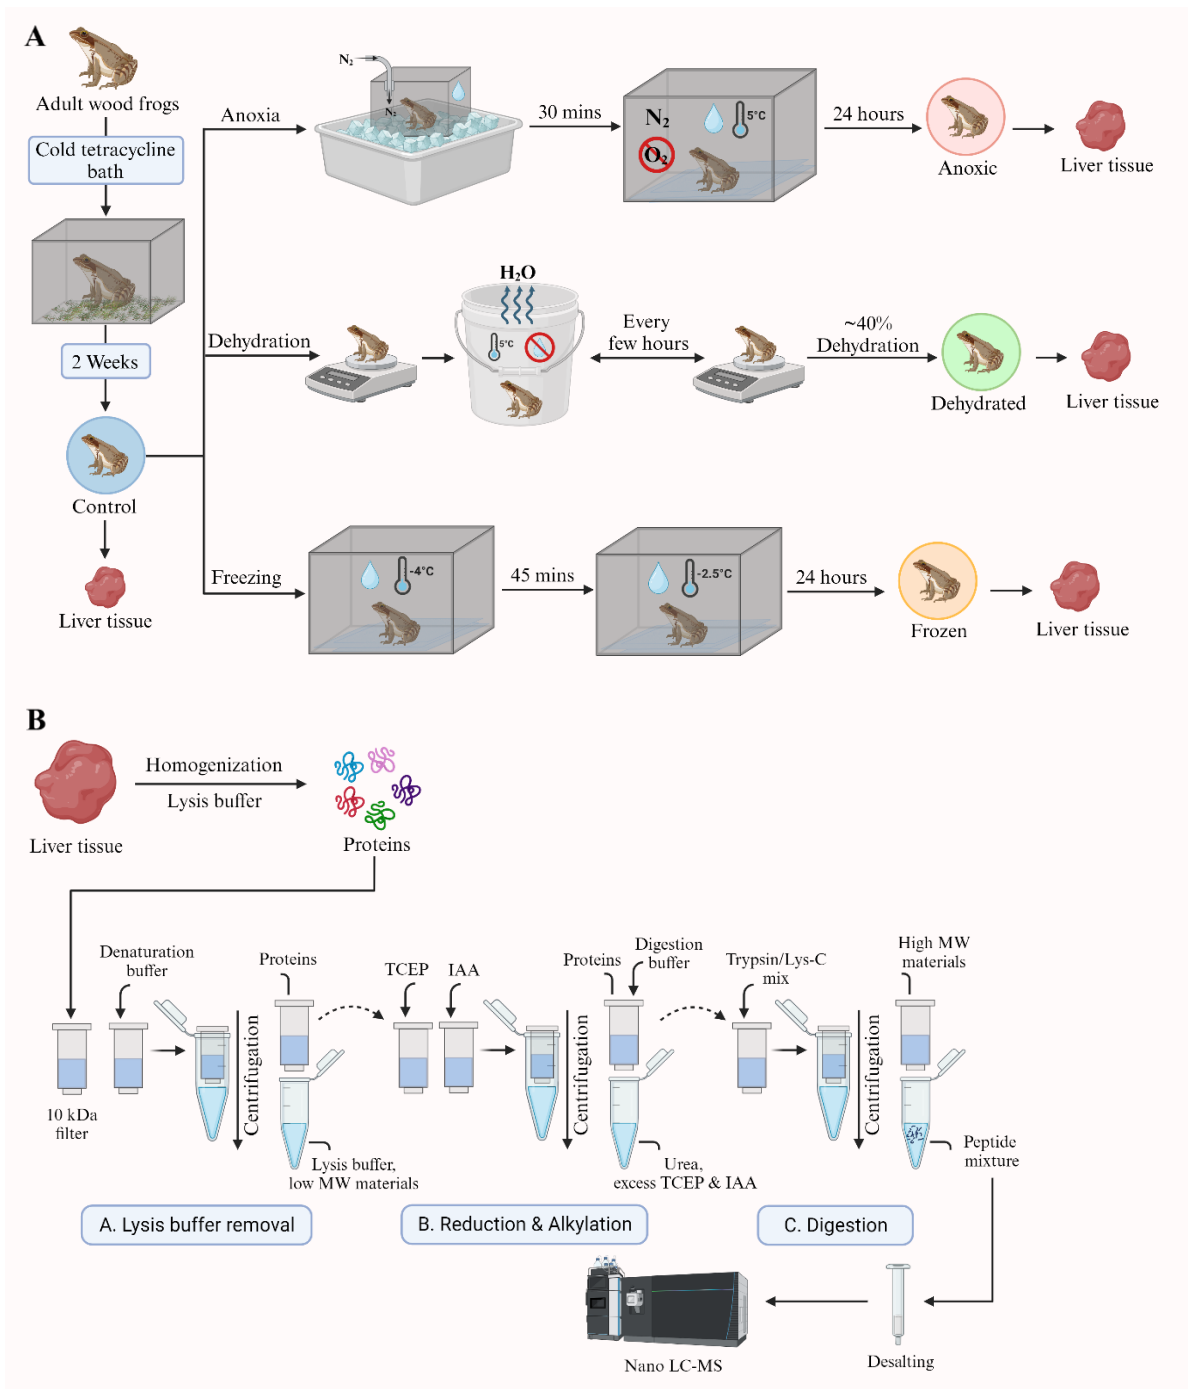 A
Adult wood frogs
Cold tetracycline
bath
2 Weeks
Control
Liver tissue
Anoxia
N₂
N₂
30 mins
N₂
O₂
5°C
24 hours
Anoxic
Liver tissue
Dehydration
H₂O
5°C
Every
few hours
~40%
Dehydration
Dehydrated
Liver tissue
Freezing
-4°C
45 mins
-2.5°C
24 hours
Frozen
Liver tissue
B
Liver tissue
Homogenization
Lysis buffer
Proteins
10 kDa
filter
Denaturation
buffer
Centrifugation
Proteins
Lysis buffer,
low MW materials
A. Lysis buffer removal
TCEP
IAA
Centrifugation
Proteins
Digestion
buffer
Urea,
excess TCEP & IAA
B. Reduction & Alkylation
Trypsin/Lys-C
mix
Centrifugation
High MW
materials
Peptide
mixture
C. Digestion
Desalting
Nano LC-MS